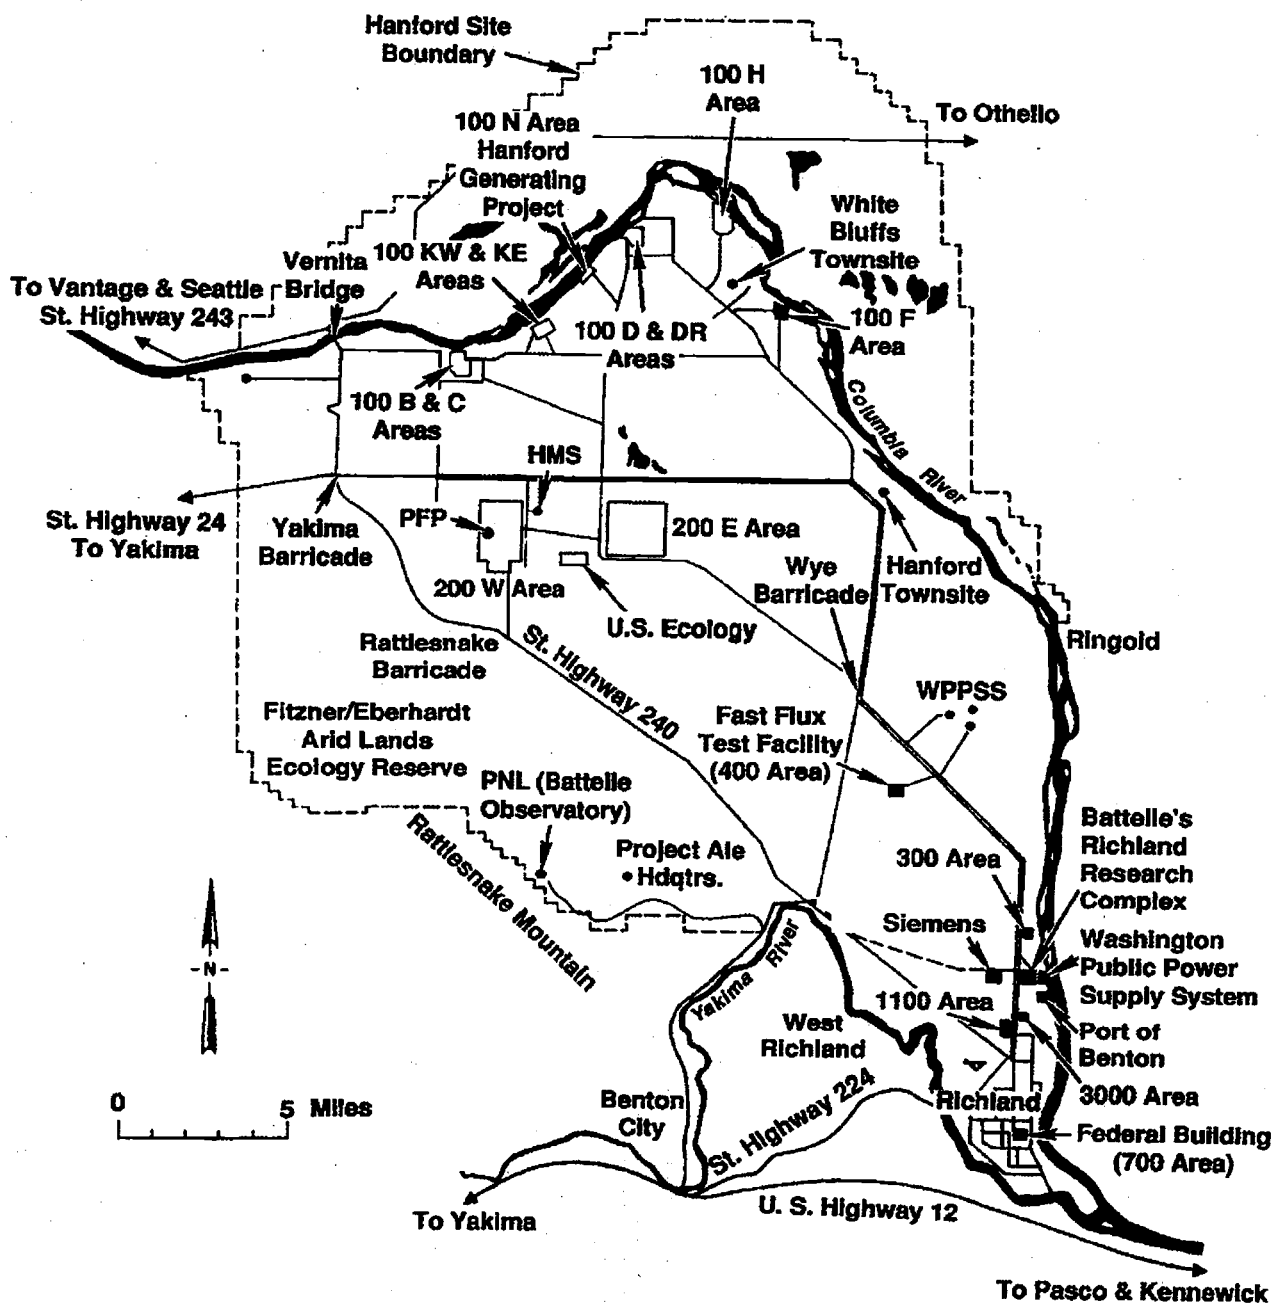 Hanford Site
Boundary
100 H
Area
To Othello
100 N Area
Hanford
Generating
Project
White
Bluffs
Townsite
Vernita
Bridge
100 KW & KE
Areas
To Vantage & Seattle
St. Highway 243
100 D & DR
Areas
100 F
Area
100 B & C
Areas
Columbia
River
HMS
St. Highway 24
To Yakima
Yakima
Barricade
PFP
200 E Area
200 W Area
Wye
Barricade
Hanford
Townsite
U.S. Ecology
Rattlesnake
Barricade
St. Highway 240
Ringold
WPPSS
Fitzner/Eberhardt
Arid Lands
Ecology Reserve
Fast Flux
Test Facility
(400 Area)
PNL (Battelle
Observatory)
Rattlesnake Mountain
Project Ale
Hdqtrs.
300 Area
Battelle's
Richland
Research
Complex
Siemens
Washington
Public Power
Supply System
-N-
Yakima
River
1100 Area
West
Richland
Port of
Benton
3000 Area
0 5 Miles
Benton
City
St. Highway 224
Richland
Federal Building
(700 Area)
To Yakima
U. S. Highway 12
To Pasco & Kennewick